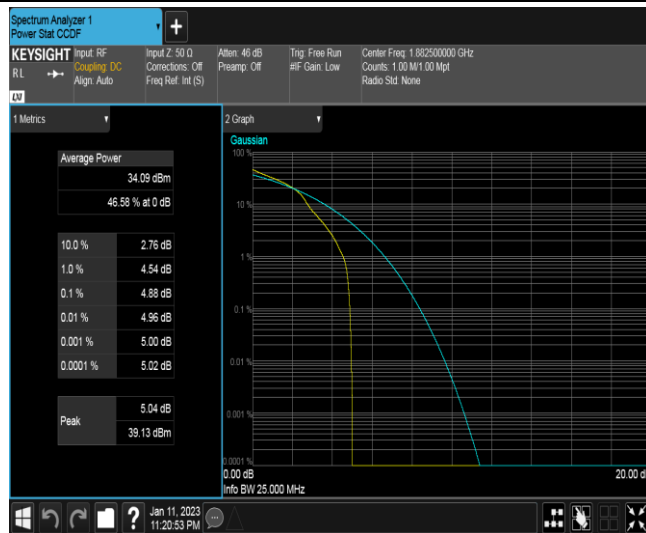 Spectrum Analyzer 1
Power Stat CCDF
+
KEYSIGHT
RL
LXI
Input: RF
Coupling: DC
Align: Auto
Input Z: 50 Ω
Corrections: Off
Freq Ref: Int (S)
Atten: 46 dB
Preamp: Off
Trig: Free Run
#IF Gain: Low
Center Freq: 1.882500000 GHz
Counts: 1.00 M/1.00 Mpt
Radio Std: None
1 Metrics
Average Power
34.09 dBm
46.58 % at 0 dB
10.0 % 2.76 dB
1.0 % 4.54 dB
0.1 % 4.88 dB
0.01 % 4.96 dB
0.001 % 5.00 dB
0.0001 % 5.02 dB
Peak 5.04 dB
39.13 dBm
2 Graph
Gaussian
100 %
10 %
1 %
0.1 %
0.01 %
0.001 %
0.0001 %
0.00 dB 20.00 d
Info BW 25.000 MHz
? Jan 11, 2023
11:20:53 PM